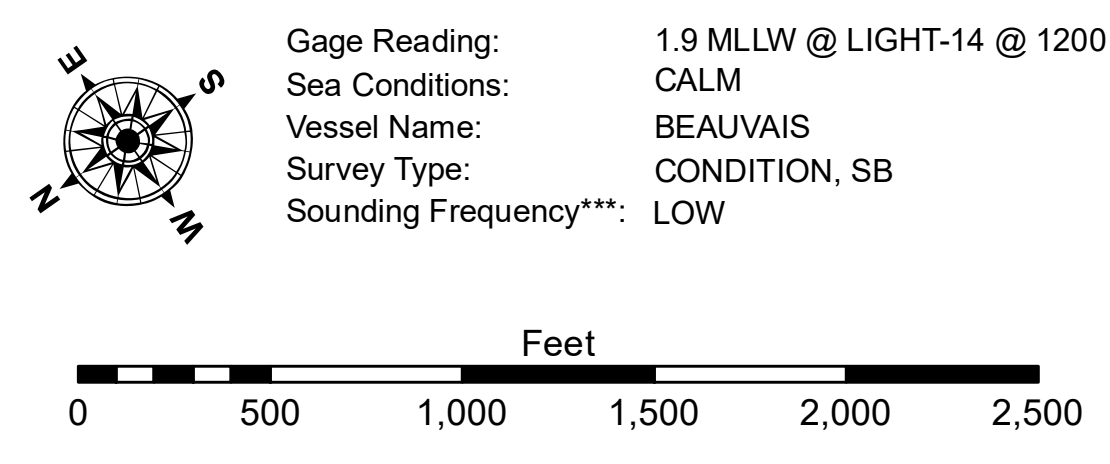 E
S
N
W
Gage Reading: 1.9 MLLW @ LIGHT-14 @ 1200
Sea Conditions: CALM
Vessel Name: BEAUVAIS
Survey Type: CONDITION, SB
Sounding Frequency***: LOW
Feet
0 500 1,000 1,500 2,000 2,500